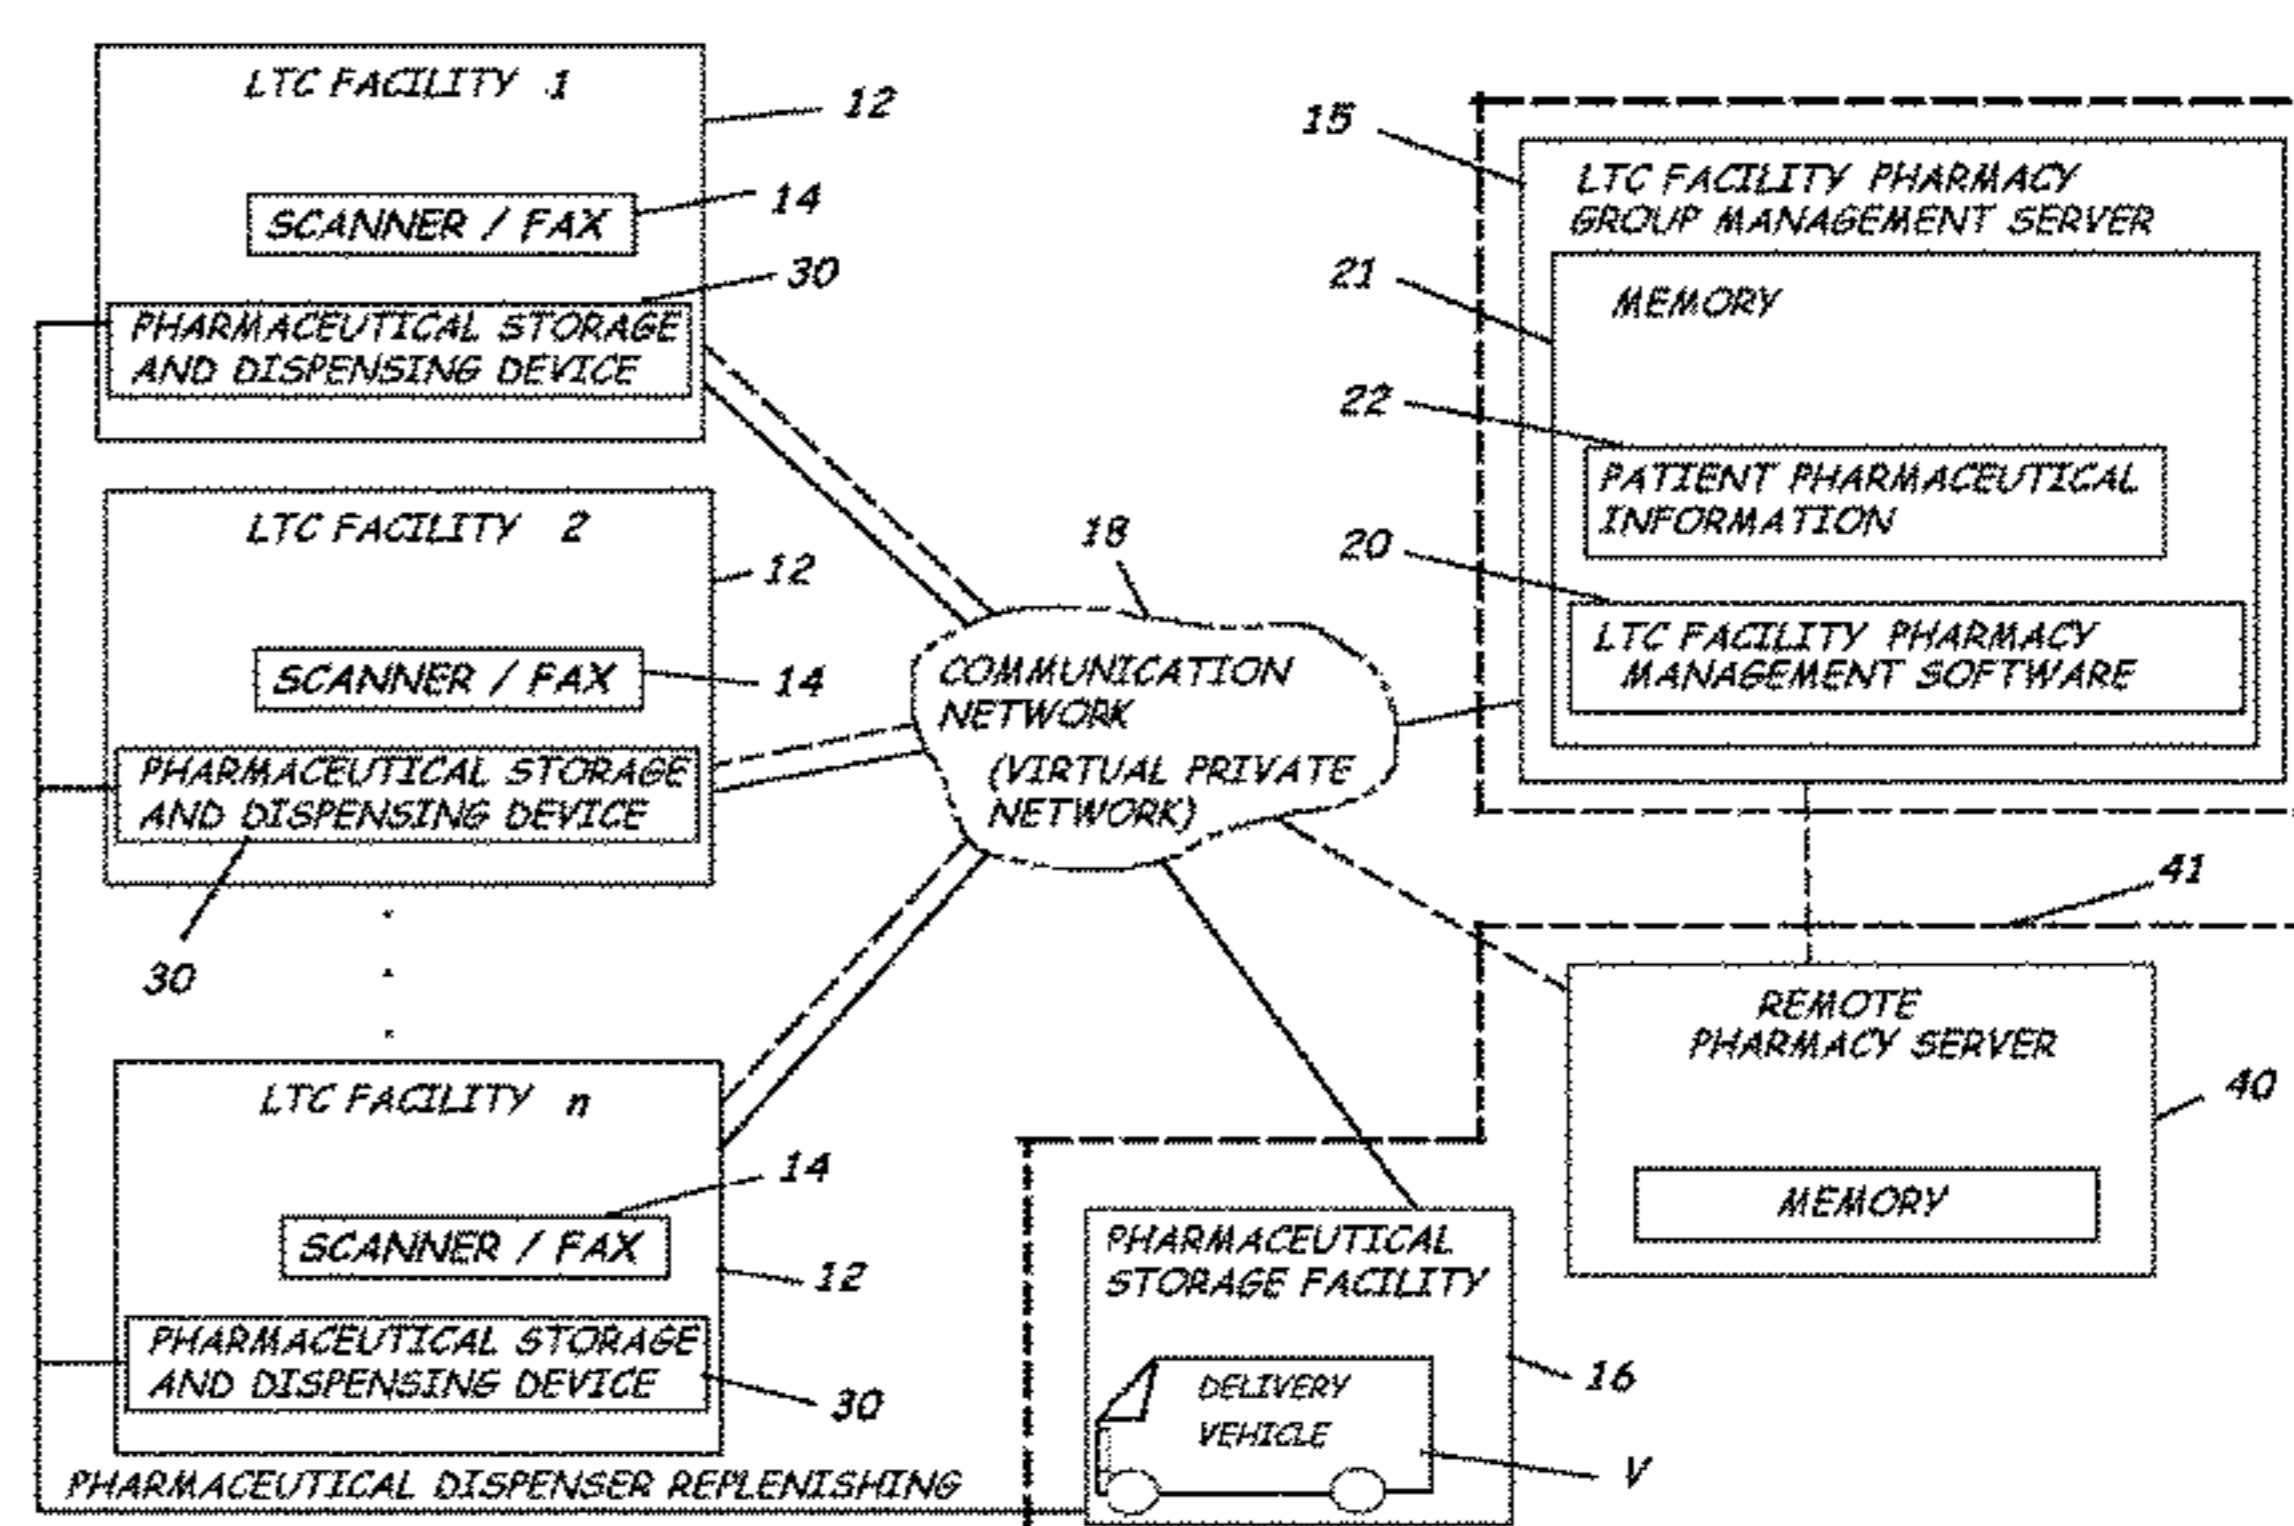 LTC FACILITY 1
12
14
SCANNER / FAX
30
PHARMACEUTICAL STORAGE
AND DISPENSING DEVICE
LTC FACILITY 2
12
SCANNER / FAX
14
PHARMACEUTICAL STORAGE
AND DISPENSING DEVICE
30
LTC FACILITY n
14
SCANNER / FAX
12
PHARMACEUTICAL STORAGE
AND DISPENSING DEVICE
30
PHARMACEUTICAL DISPENSER REPLENISHING
18
COMMUNICATION
NETWORK
(VIRTUAL PRIVATE
NETWORK)
15
LTC FACILITY PHARMACY
GROUP MANAGEMENT SERVER
21
MEMORY
22
PATIENT PHARMACEUTICAL
INFORMATION
20
LTC FACILITY PHARMACY
MANAGEMENT SOFTWARE
41
REMOTE
PHARMACY SERVER
40
MEMORY
PHARMACEUTICAL
STORAGE FACILITY
16
DELIVERY
VEHICLE
V